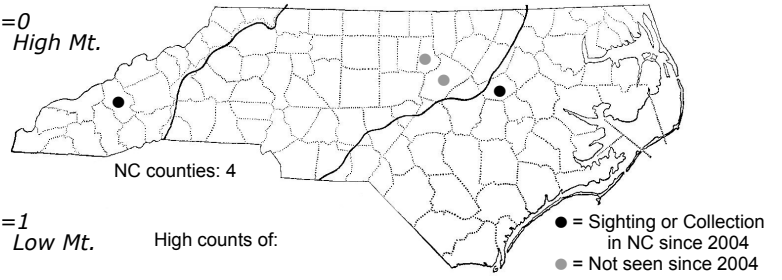 =0
High Mt.
NC counties: 4
=1
Low Mt.
High counts of:
● = Sighting or Collection
in NC since 2004
● = Not seen since 2004